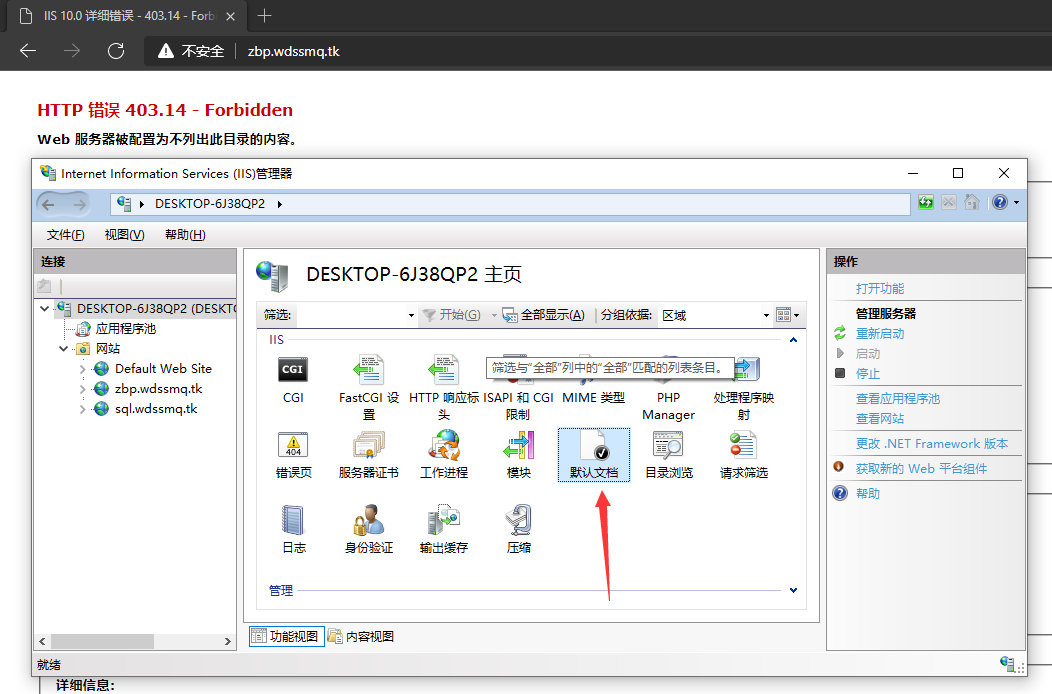 IIS 10.0 详细错误 - 403.14 - Forb
不安全
zbp.wdssmq.tk
HTTP 错误 403.14 - Forbidden
Web 服务器被配置为不列出此目录的内容。
Internet Information Services (IIS)管理器
DESKTOP-6J38QP2
文件(F) 视图(V) 帮助(H)
连接
DESKTOP-6J38QP2 (DESKTO
应用程序池
网站
Default Web Site
zbp.wdssmq.tk
sql.wdssmq.tk
DESKTOP-6J38QP2 主页
筛选: 开始(G) 全部显示(A) 分组依据: 区域
IIS
筛选与“全部”列中的“全部”匹配的列表条目。
CGI
CGI
FastCGI 设
置
HTTP 响应标
头
ISAPI 和 CGI
限制
MIME 类型
PHP
Manager
处理程序映
射
404
错误页
服务器证书
工作进程
模块
默认文档
目录浏览
请求筛选
日志
身份验证
输出缓存
压缩
管理
功能视图
内容视图
操作
打开功能
管理服务器
重新启动
启动
停止
查看应用程序池
查看网站
更改 .NET Framework 版本
获取新的 Web 平台组件
帮助
就绪
详细信息: